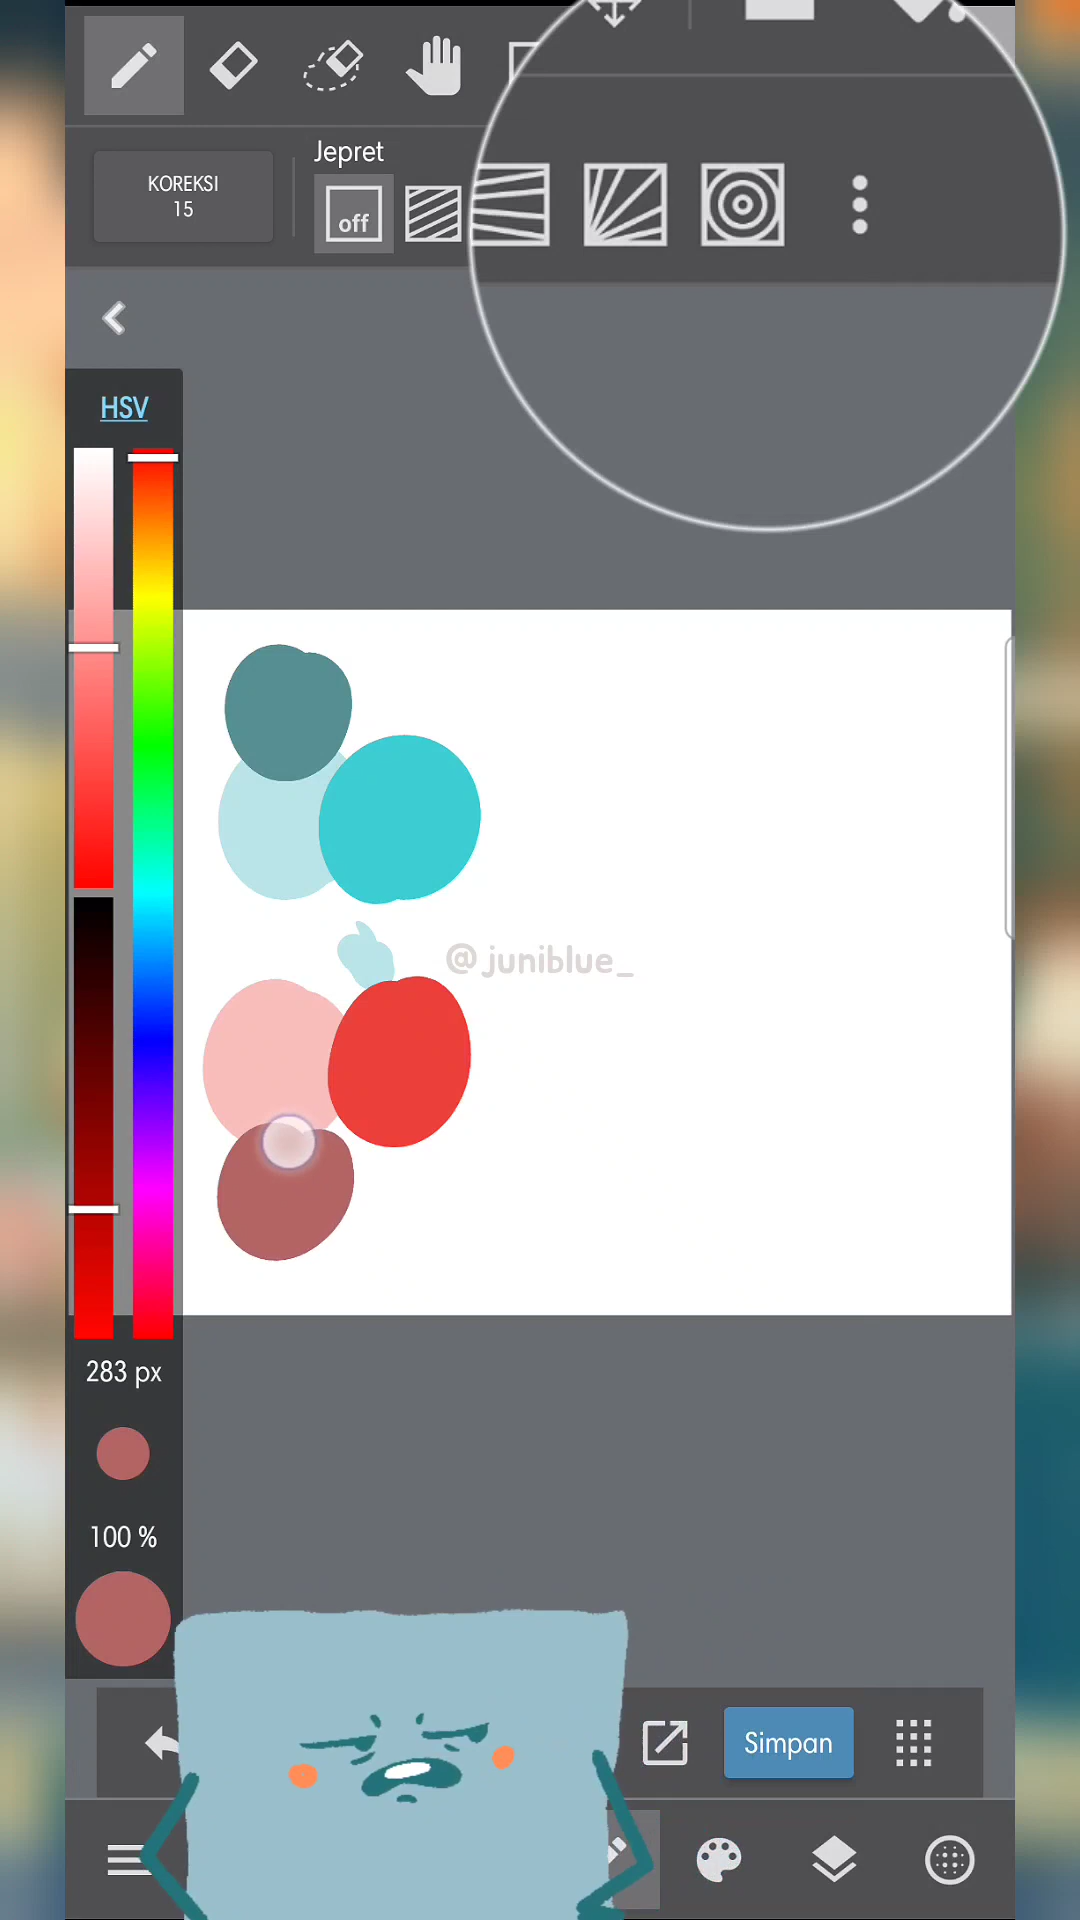 Jepret
KOREKSI
15
off
HSV
@juniblue_
283 px
100 %
Simpan